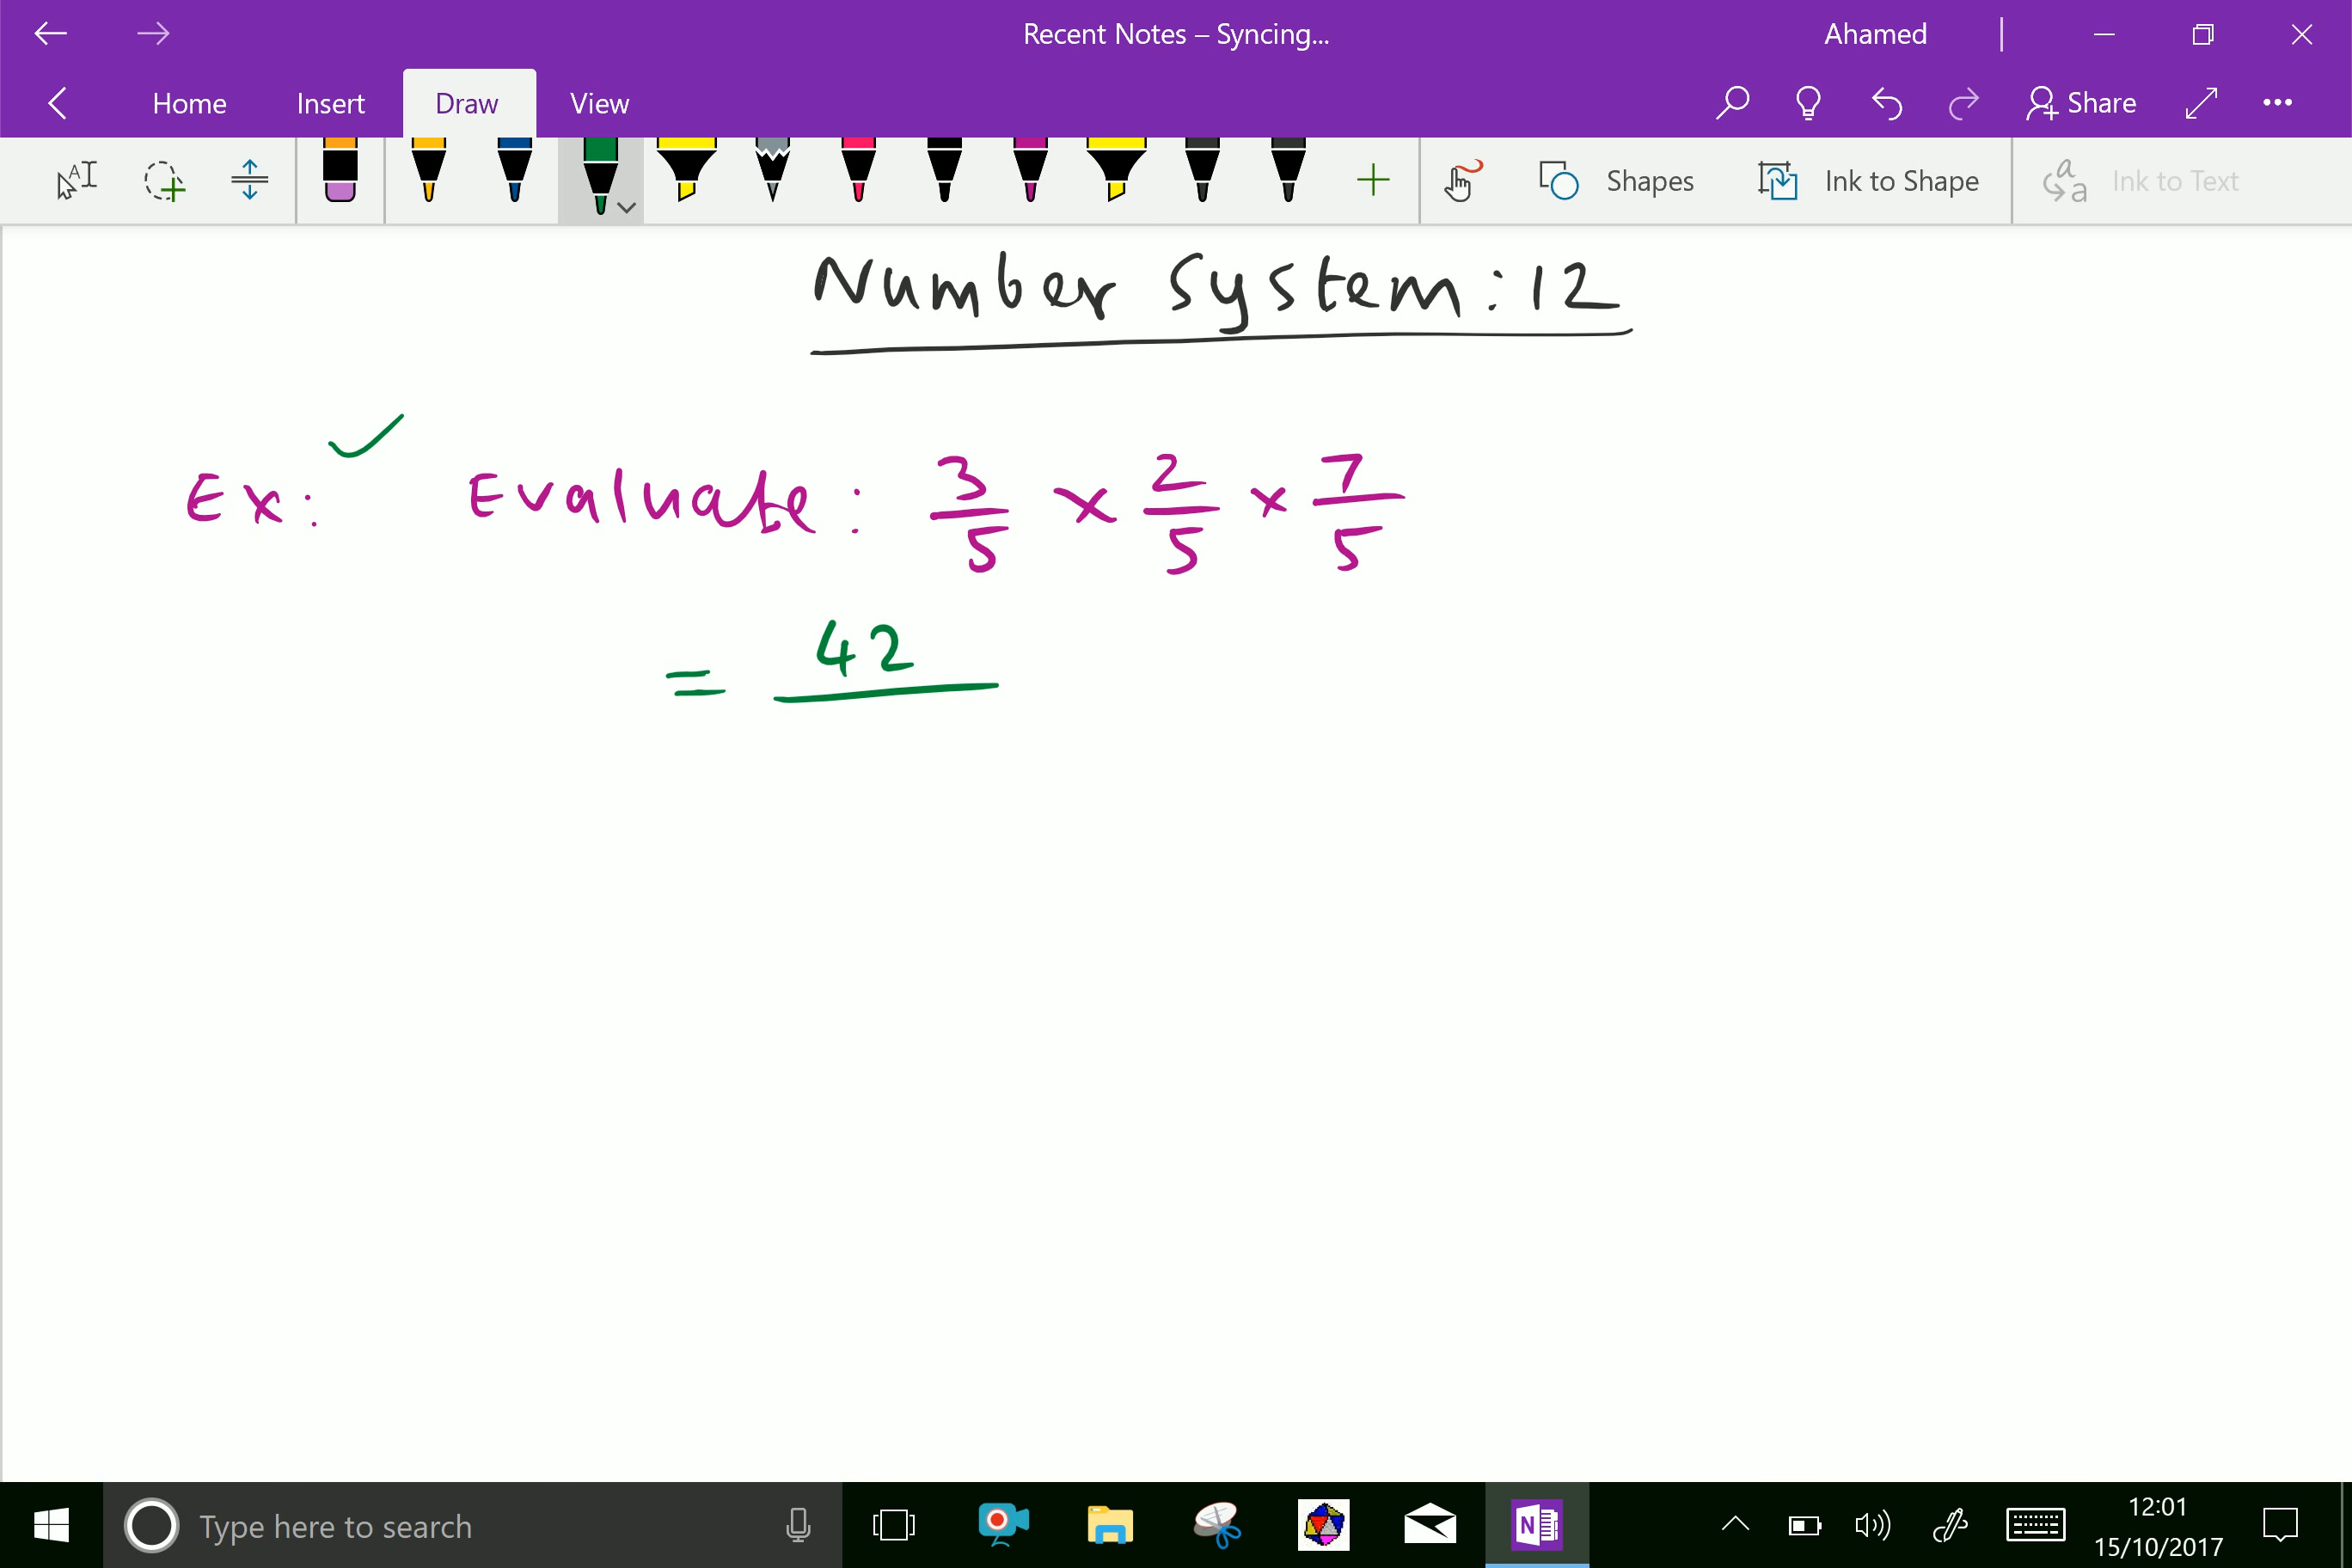 Recent Notes – Syncing...
Ahamed
Home Insert Draw View Share
Shapes Ink to Shape Ink to Text
Number System: 12
Ex: Evaluate: 3/5 × 2/5 × 7/5
= 42
Type here to search
12:01
15/10/2017